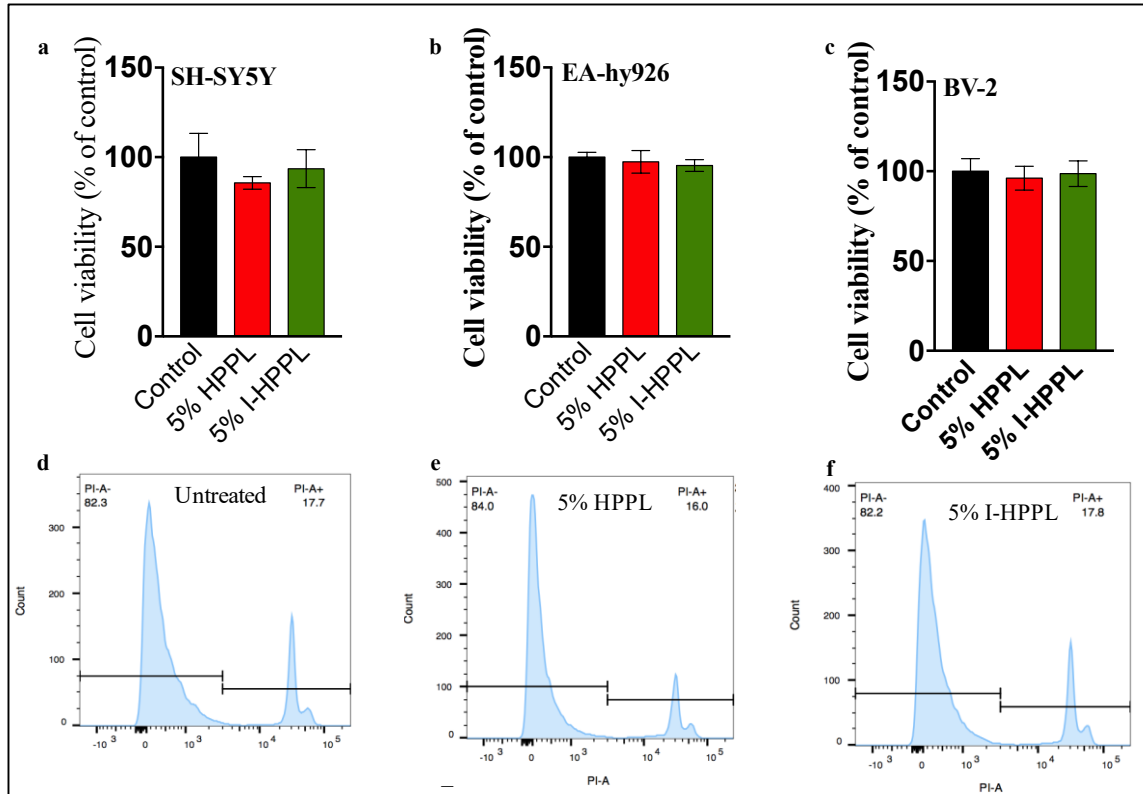 a
SH-SY5Y
Cell viability (% of control)
150
100
50
0
Control
5% HPPL
5% I-HPPL
b
EA-hy926
Cell viability (% of control)
150
100
50
0
Control
5% HPPL
5% I-HPPL
c
BV-2
Cell viability (% of control)
150
100
50
0
Control
5% HPPL
5% I-HPPL
d
Untreated
PI-A-
82.3
PI-A+
17.7
Count
300
200
100
0
-10 3
0
10 3
10 4
10 5
e
5% HPPL
PI-A-
84.0
PI-A+
16.0
Count
500
400
300
200
100
0
-10 3
0
10 3
10 4
10 5
PI-A
f
5% I-HPPL
PI-A-
82.2
PI-A+
17.8
Count
400
300
200
100
0
-10 3
0
10 3
10 4
10 5
PI-A